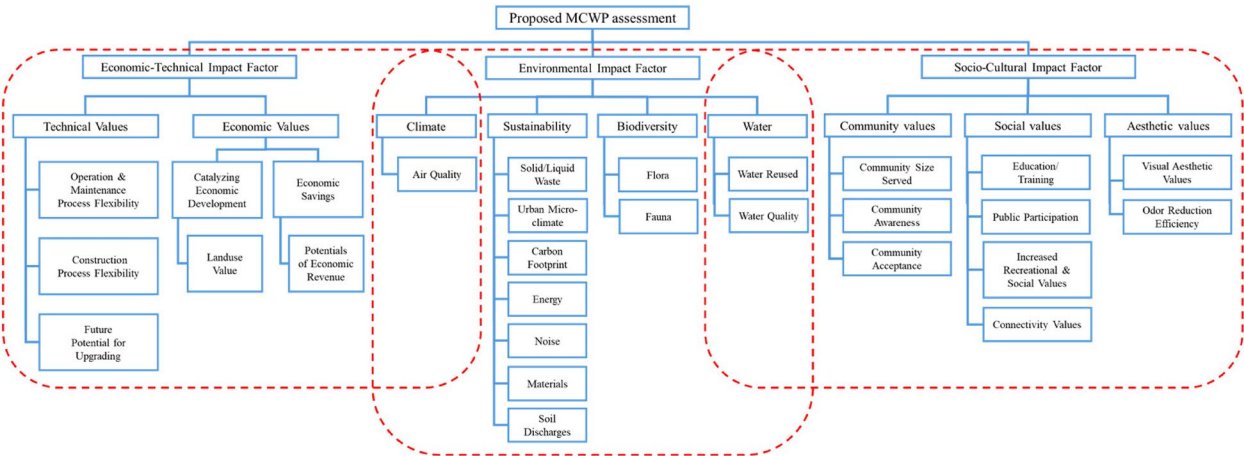 Proposed MCWP assessment
Economic-Technical Impact Factor
Environmental Impact Factor
Socio-Cultural Impact Factor
Technical Values
Economic Values
Climate
Sustainability
Biodiversity
Water
Community values
Social values
Aesthetic values
Operation &
Maintenance
Process Flexibility
Construction
Process Flexibility
Future
Potential for
Upgrading
Catalyzing
Economic
Development
Landuse
Value
Economic
Savings
Potentials
of Economic
Revenue
Air Quality
Solid/Liquid
Waste
Urban Micro-
climate
Carbon
Footprint
Energy
Noise
Materials
Soil
Discharges
Flora
Fauna
Water Reused
Water Quality
Community Size
Served
Community
Awareness
Community
Acceptance
Education/
Training
Public Participation
Increased
Recreational &
Social Values
Connectivity Values
Visual Aesthetic
Values
Odor Reduction
Efficiency